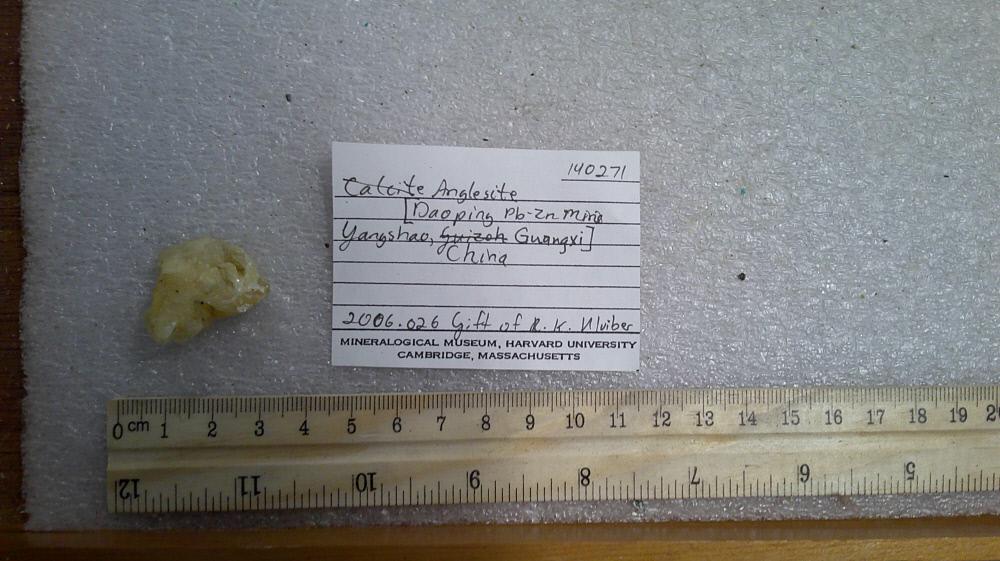 140271
Calcite Anglesite
[Daoping Pb-Zn Mine
Yangshao, Guizoh Guangxi]
China
2006.026 Gift of R. K. Ulviber
MINERALOGICAL MUSEUM, HARVARD UNIVERSITY
CAMBRIDGE, MASSACHUSETTS
0 cm 1 2 3 4 5 6 7 8 9 10 11 12 13 14 15 16 17 18 19 2
12 11 10 9 8 7 6 5